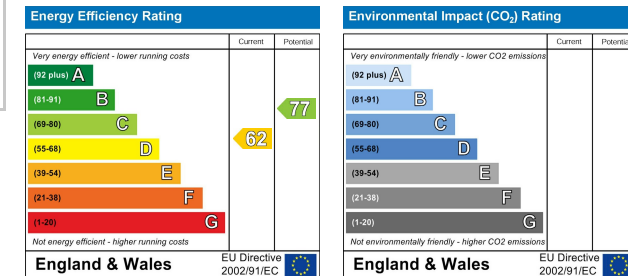 Energy Efficiency Rating
Current Potential
Very energy efficient - lower running costs
(92 plus) A
(81-91) B
(69-80) C
(55-68) D
(39-54) E
(21-38) F
(1-20) G
62
77
Not energy efficient - higher running costs
England & Wales
EU Directive
2002/91/EC
Environmental Impact (CO₂) Rating
Current Potential
Very environmentally friendly - lower CO2 emissions
(92 plus) A
(81-91) B
(69-80) C
(55-68) D
(39-54) E
(21-38) F
(1-20) G
Not environmentally friendly - higher CO2 emissions
England & Wales
EU Directive
2002/91/EC